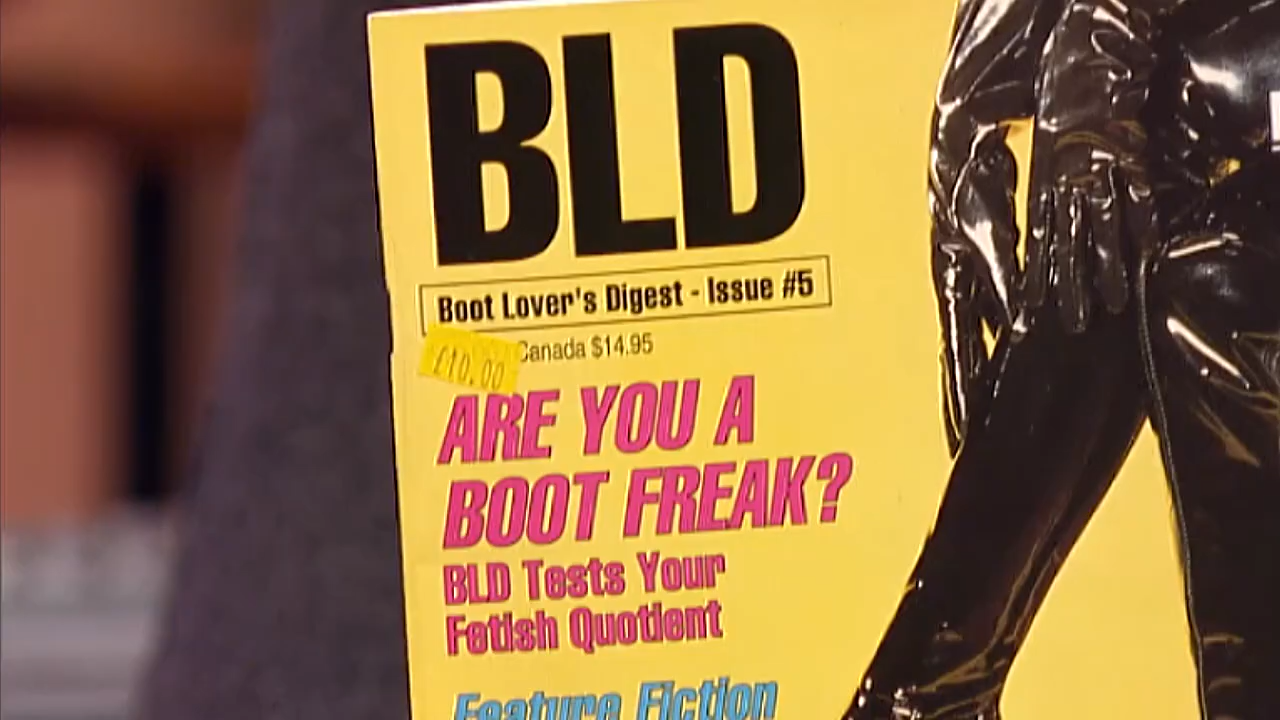 BLD
Boot Lover's Digest - Issue #5
Canada $14.95
£10.00
ARE YOU A
BOOT FREAK?
BLD Tests Your
Fetish Quotient
Feature Fiction